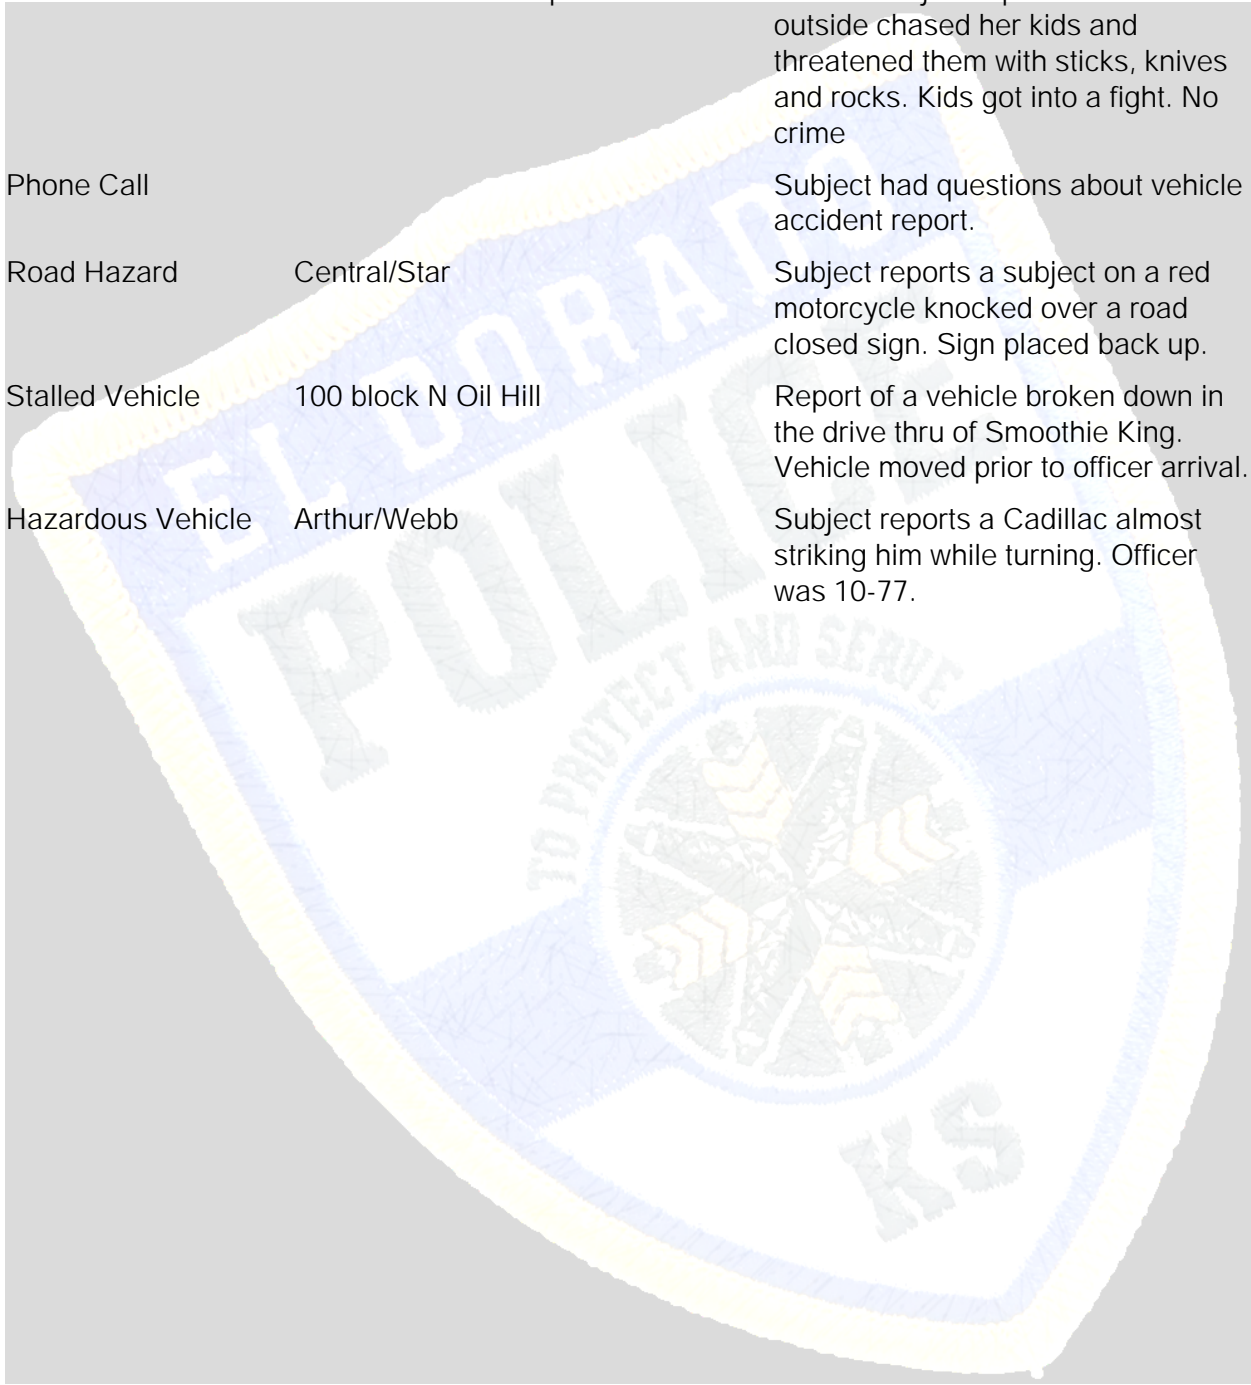 outside chased her kids and
threatened them with sticks, knives
and rocks. Kids got into a fight. No
crime
Phone Call Subject had questions about vehicle
accident report.
Road Hazard Central/Star Subject reports a subject on a red
motorcycle knocked over a road
closed sign. Sign placed back up.
Stalled Vehicle 100 block N Oil Hill Report of a vehicle broken down in
the drive thru of Smoothie King.
Vehicle moved prior to officer arrival.
Hazardous Vehicle Arthur/Webb Subject reports a Cadillac almost
striking him while turning. Officer
was 10-77.
EL DORADO
POLICE
TO PROTECT AND SERVE
KS